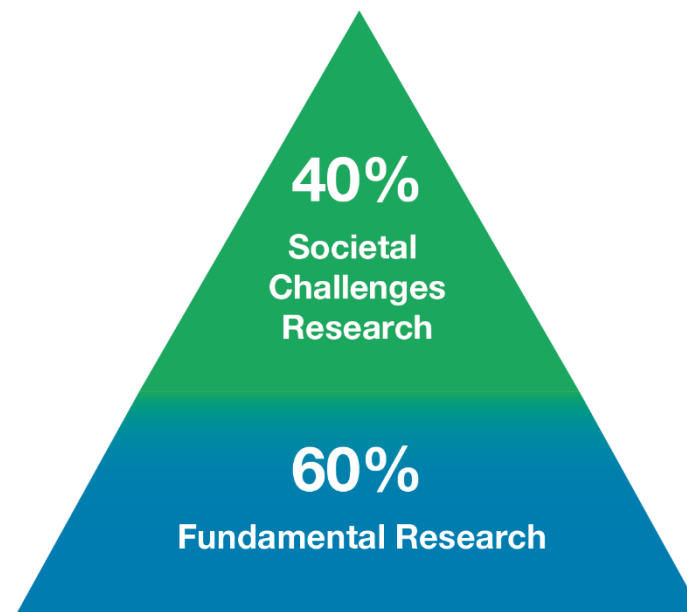 40%
Societal
Challenges
Research
60%
Fundamental Research